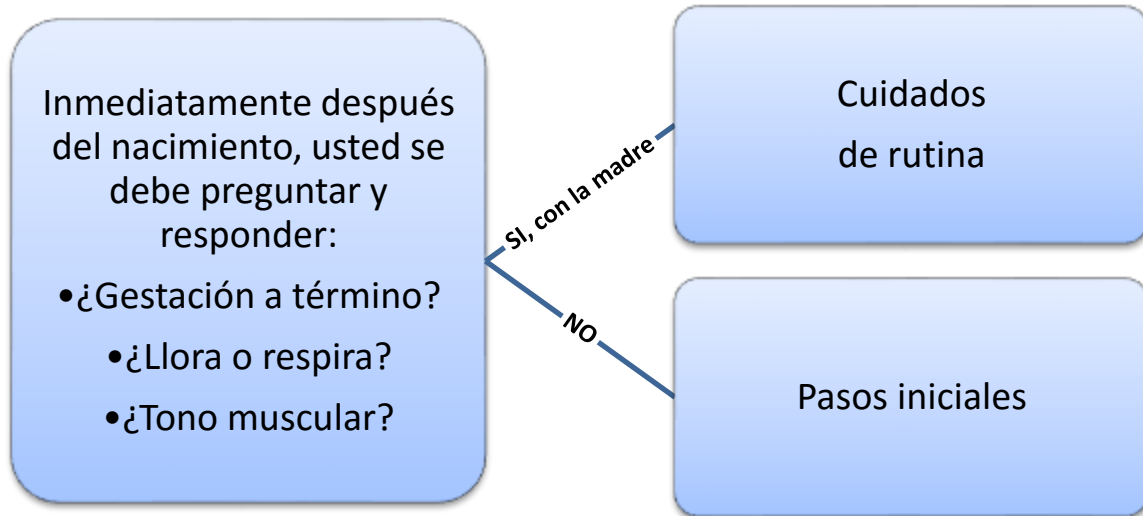 Inmediatamente después
del nacimiento, usted se
debe preguntar y
responder:
•¿Gestación a término?
•¿Llora o respira?
•¿Tono muscular?
SI, con la madre
NO
Cuidados
de rutina
Pasos iniciales